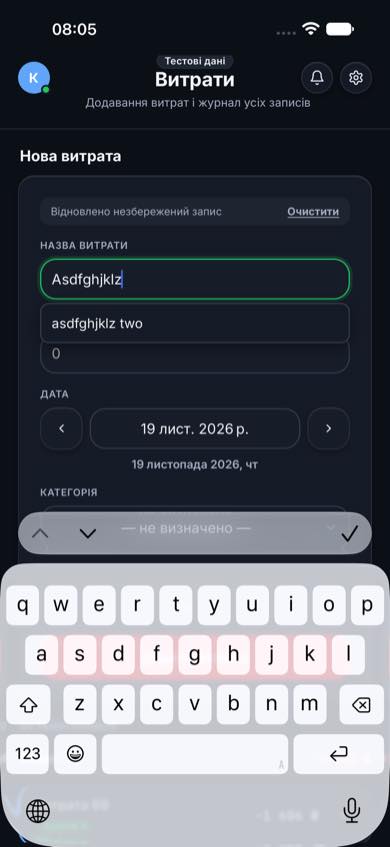 08:05
Тестові дані
К
Витрати
Додавання витрат і журнал усіх записів
Нова витрата
Відновлено незбережений запис Очистити
НАЗВА ВИТРАТИ
Asdfghjklz
asdfghjklz two
0
ДАТА
19 лист. 2026 р.
19 листопада 2026, чт
КАТЕГОРІЯ
— не визначено —
q w e r t y u i o p
a s d f g h j k l
z x c v b n m
123
A